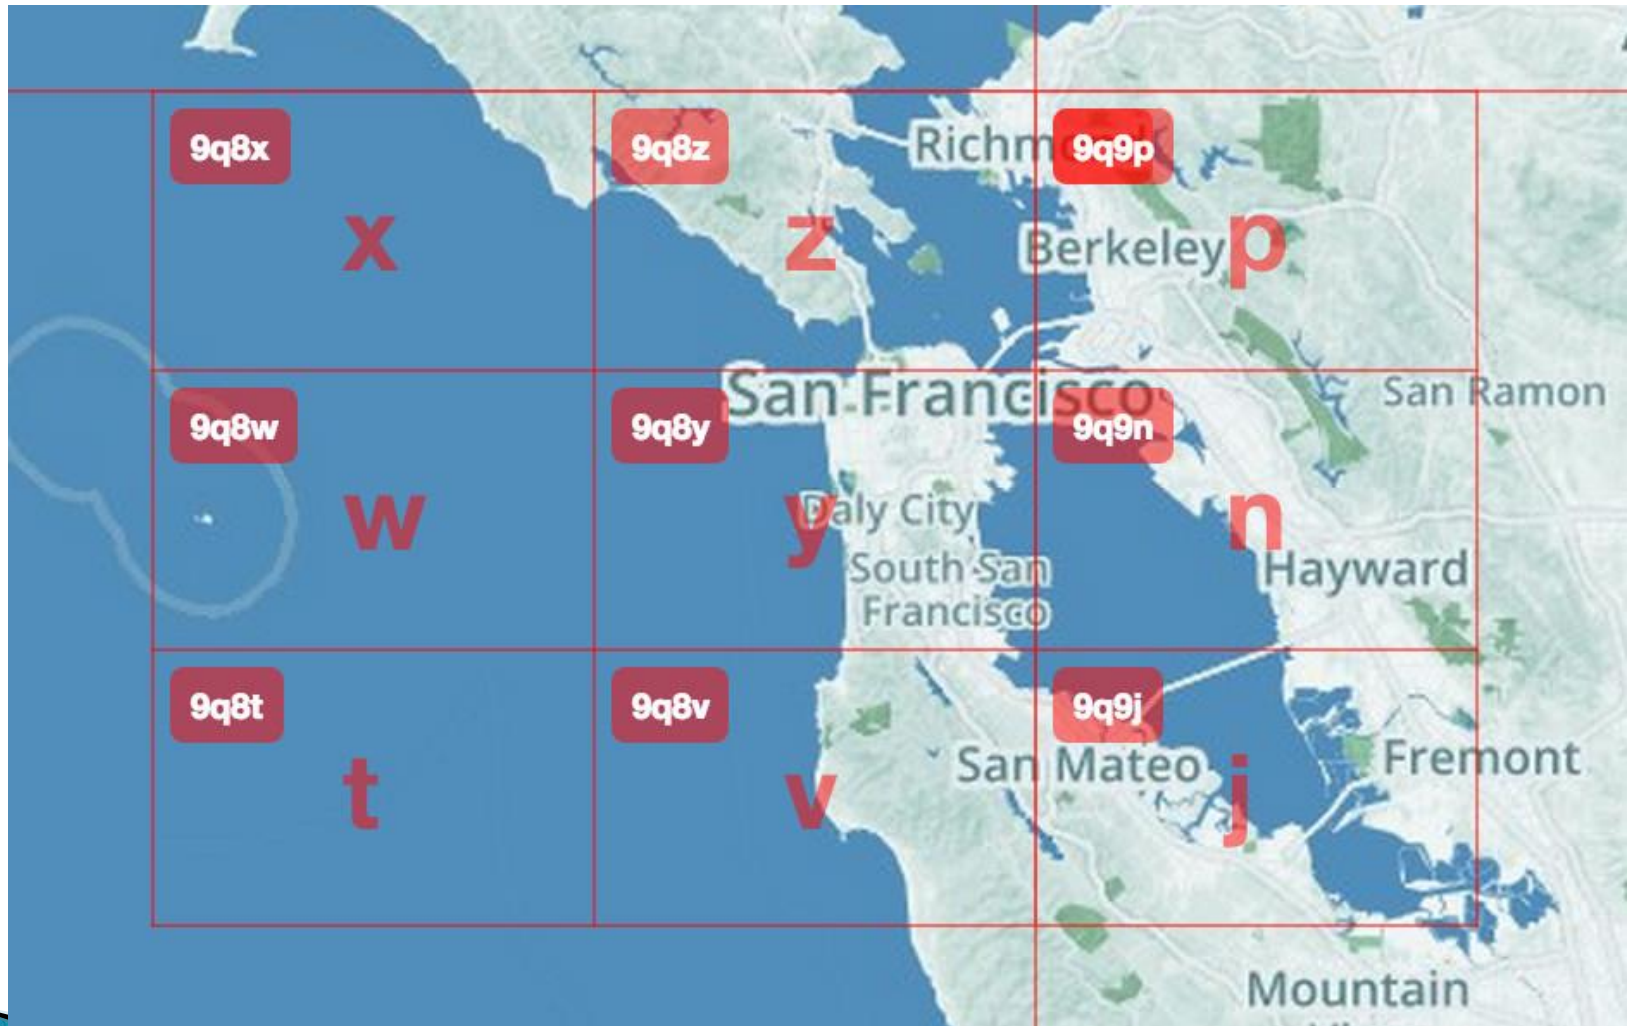 9q8x
9q8z
Richm
9q9p
x
z
Berkeley
p
San Francisco
San Ramon
9q8w
9q8y
9q9n
w
y
Daly City
n
South San
Francisco
Hayward
9q8t
9q8v
9q9j
San Mateo
Fremont
t
v
j
Mountain